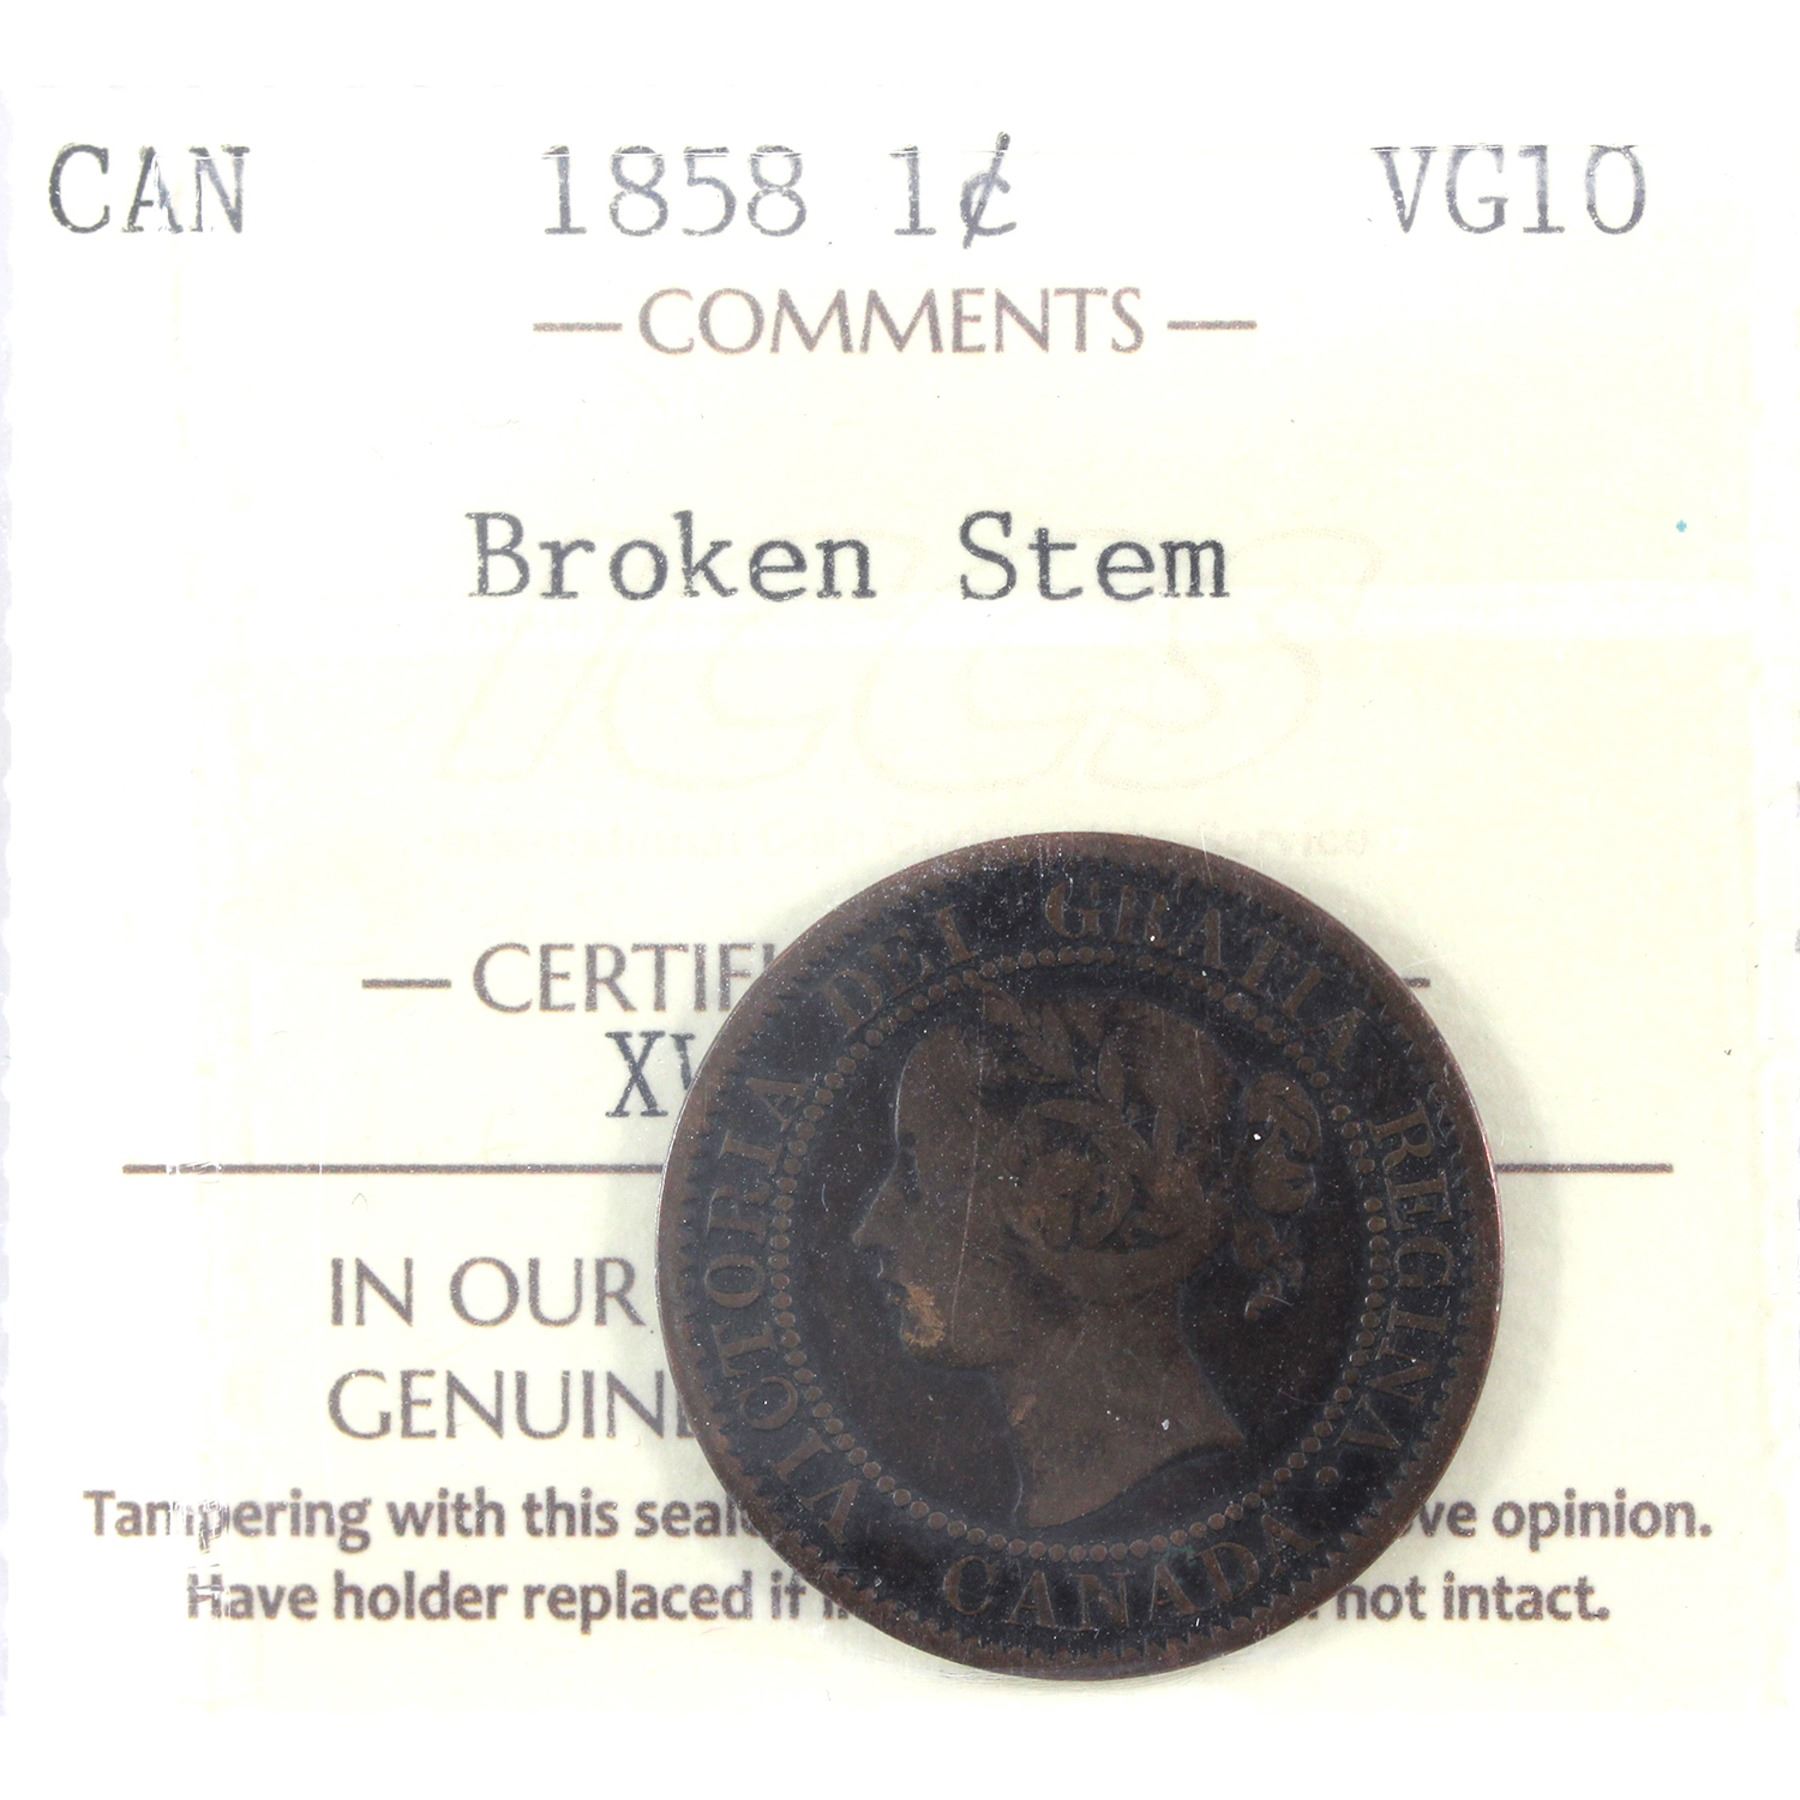 CAN 1858 1¢ VG10
—COMMENTS—
Broken Stem
ICCS
—CERTIFI
IN OUR
GENUINE
Tampering with this seal ve opinion.
Have holder replaced if not intact.
VICTORIA DEI GRATIA REGINA.
CANADA